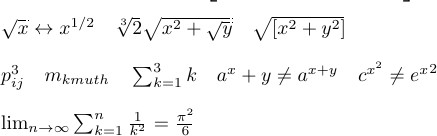 √x ↔ x^{1/2} ∛2 √(x² + √y) √[x² + y²]
p_{ij}^3 m_{kmuth} ∑_{k=1}^{3} k a^x + y ≠ a^{x+y} c^{x^2} ≠ e^{x2}
lim_{n→∞} ∑_{k=1}^{n} 1/k² = π²/6